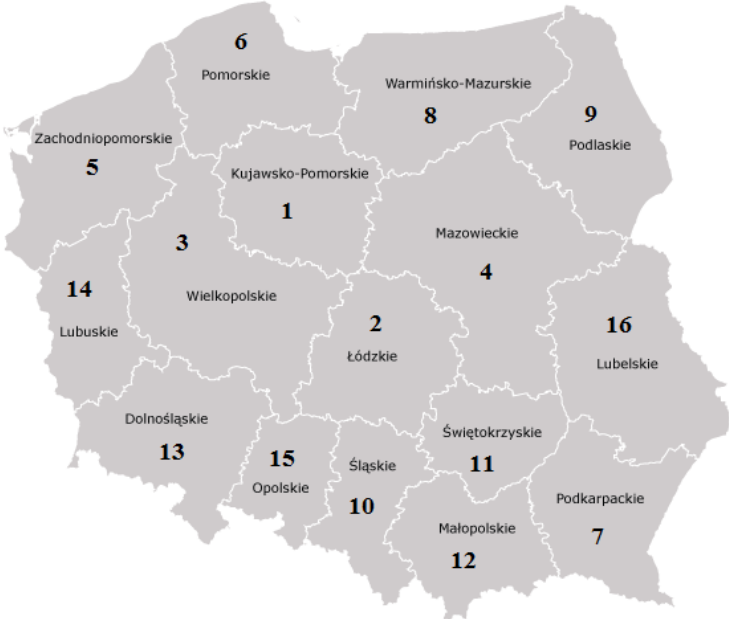 6
Pomorskie
Warmińsko-Mazurskie
8
9
Podlaskie
Zachodniopomorskie
5
Kujawsko-Pomorskie
1
3
Wielkopolskie
Mazowieckie
4
14
Lubuskie
2
Łódzkie
16
Lubelskie
Dolnośląskie
13
15
Opolskie
Śląskie
10
Świętokrzyskie
11
Małopolskie
12
Podkarpackie
7